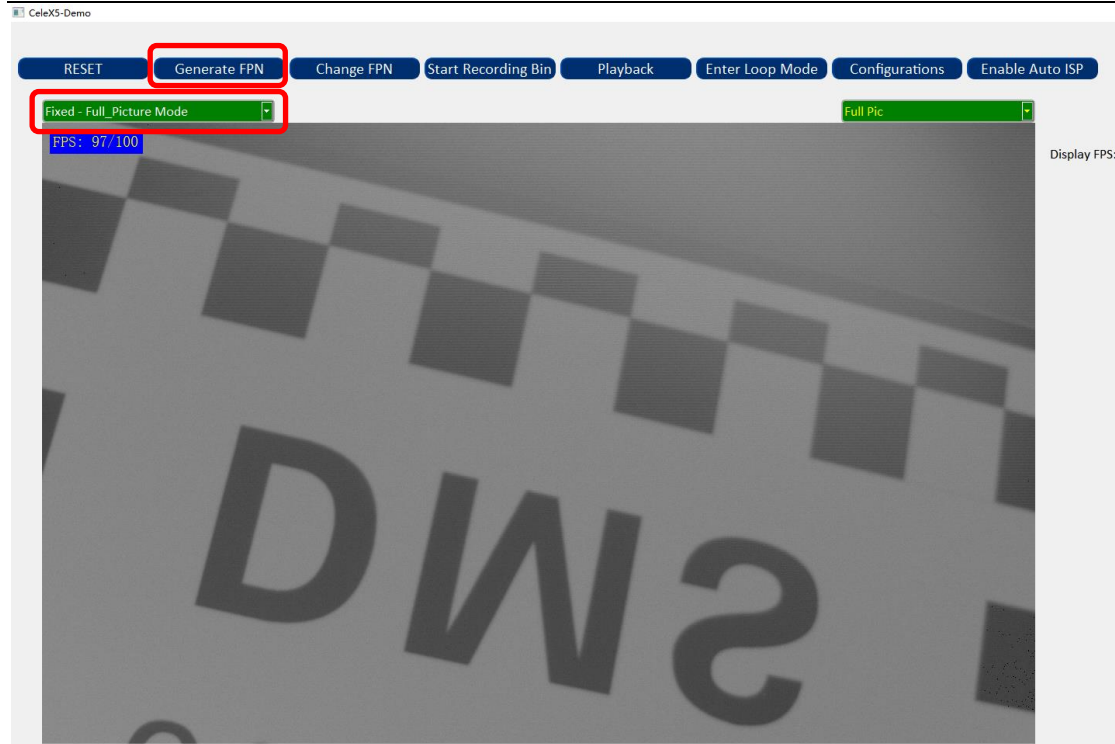 CeleX5-Demo
RESET Generate FPN Change FPN Start Recording Bin Playback Enter Loop Mode Configurations Enable Auto ISP
Fixed - Full_Picture Mode Full Pic
FPS: 97/100
Display FPS:
DMS